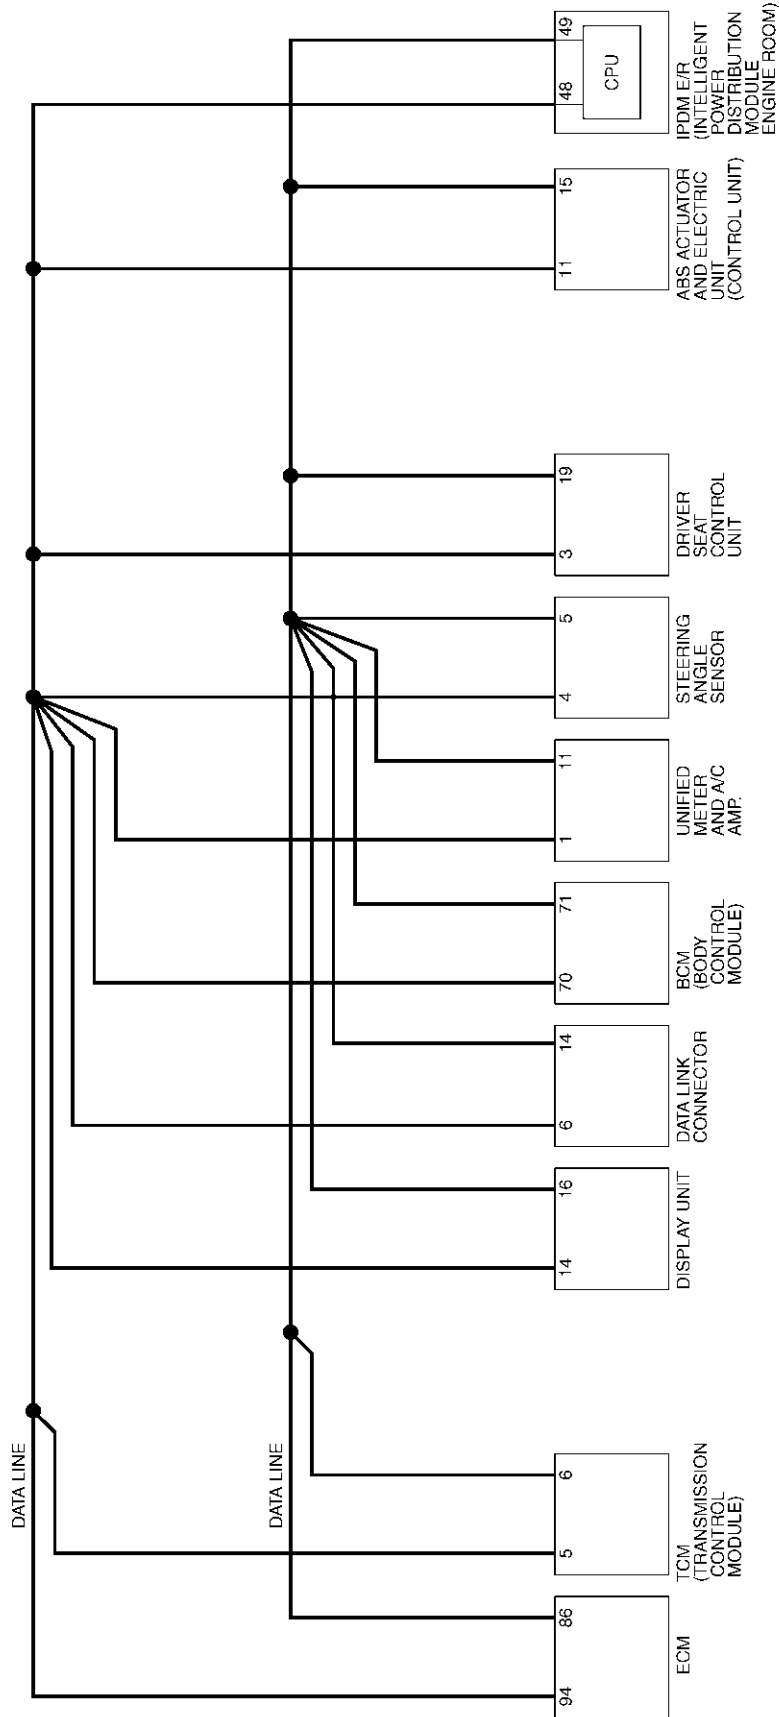 DATA LINE
DATA LINE
94
86
ECM
5
6
TCM
(TRANSMISSION
CONTROL
MODULE)
14
16
DISPLAY UNIT
6
14
DATA LINK
CONNECTOR
70
71
BCM
(BODY
CONTROL
MODULE)
1
11
UNIFIED
METER
AND A/C
AMP.
4
5
STEERING
ANGLE
SENSOR
3
19
DRIVER
SEAT
CONTROL
UNIT
11
15
ABS ACTUATOR
AND ELECTRIC
UNIT
(CONTROL UNIT)
48
49
CPU
IPDM E/R
(INTELLIGENT
POWER
DISTRIBUTION
MODULE
ENGINE ROOM)